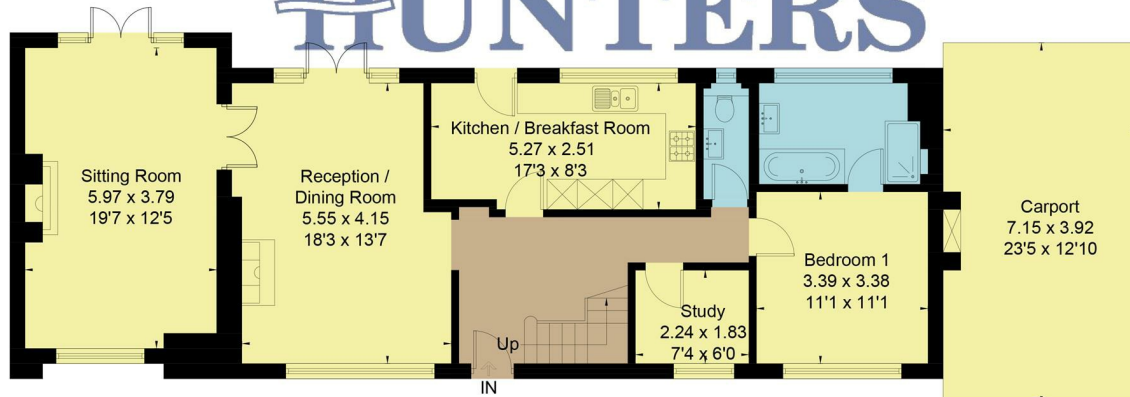 HUNTERS
Sitting Room
5.97 x 3.79
19'7 x 12'5
Reception /
Dining Room
5.55 x 4.15
18'3 x 13'7
Kitchen / Breakfast Room
5.27 x 2.51
17'3 x 8'3
Bedroom 1
3.39 x 3.38
11'1 x 11'1
Study
2.24 x 1.83
7'4 x 6'0
Carport
7.15 x 3.92
23'5 x 12'10
Up
IN